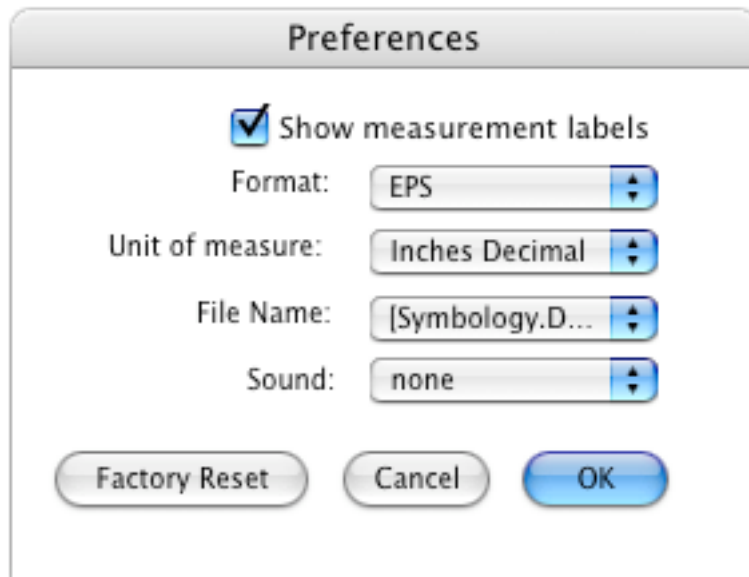 Preferences
Show measurement labels
Format: EPS
Unit of measure: Inches Decimal
File Name: [Symbology.D...
Sound: none
Factory Reset Cancel OK